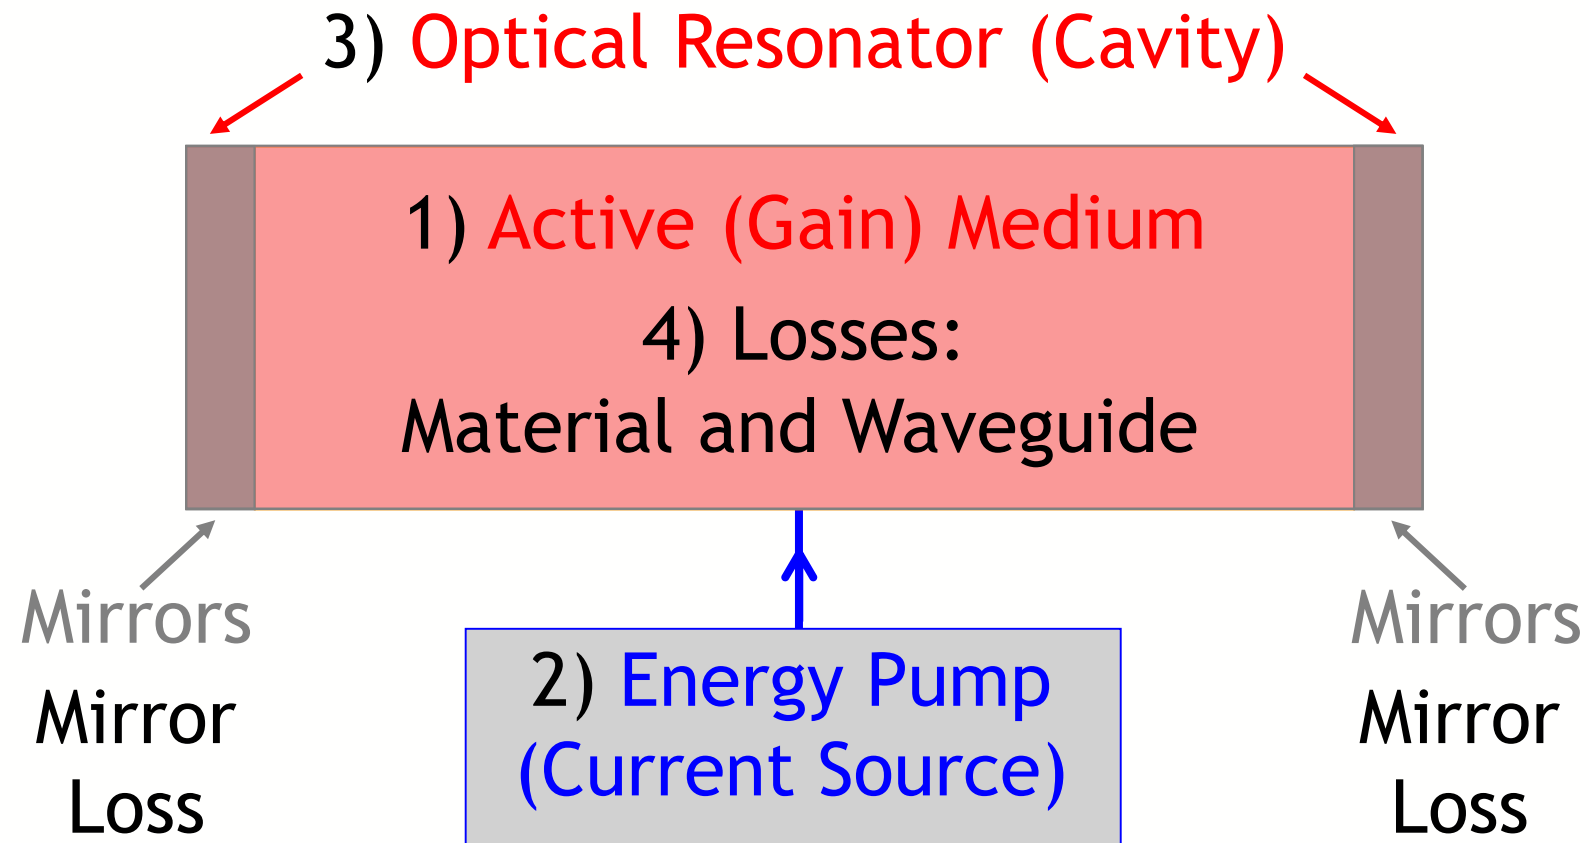 3) Optical Resonator (Cavity)
1) Active (Gain) Medium
4) Losses:
Material and Waveguide
Mirrors
Mirror
Loss
2) Energy Pump
(Current Source)
Mirrors
Mirror
Loss